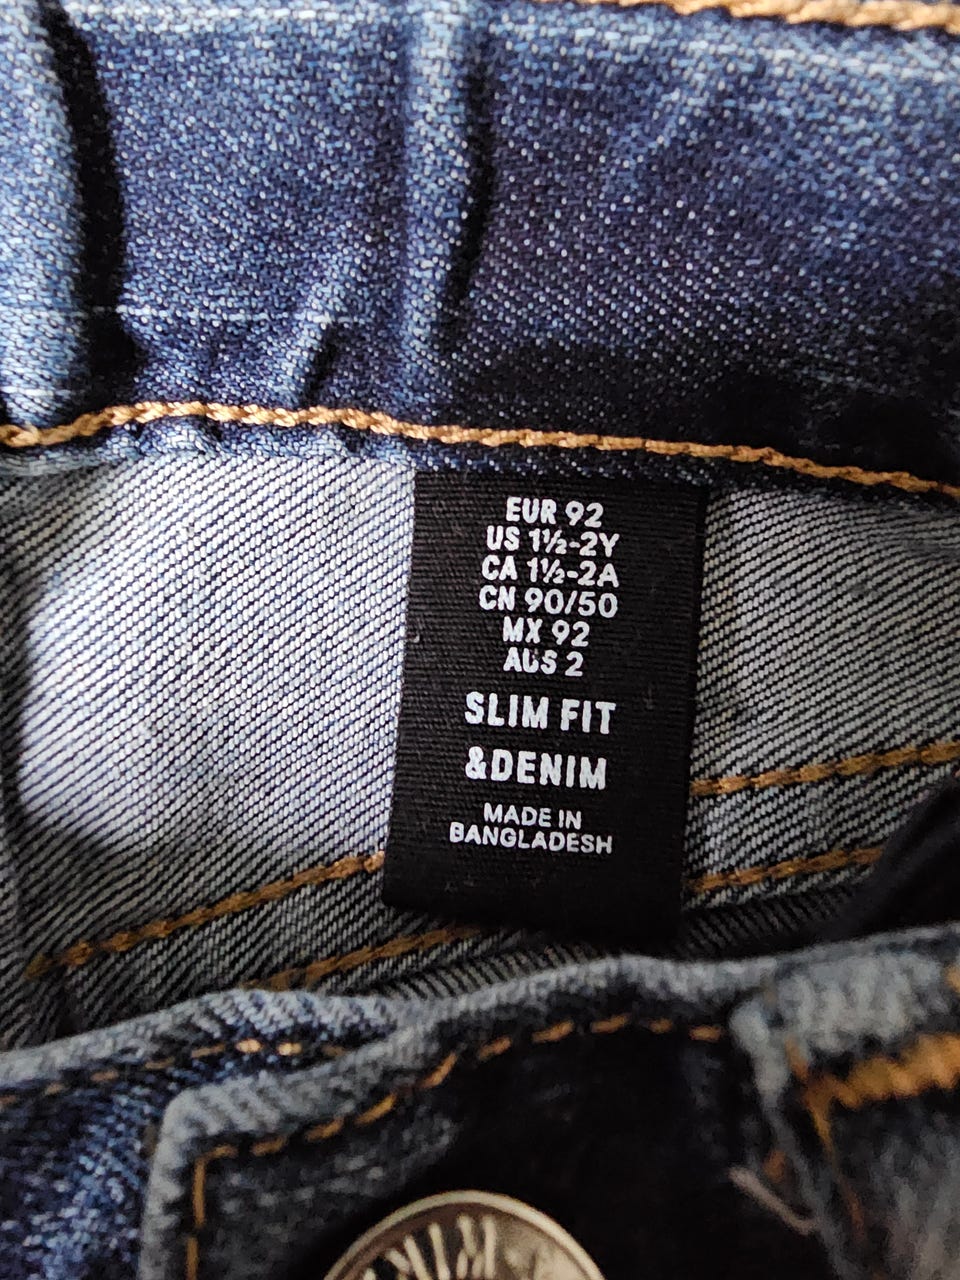 EUR 92
US 1½-2Y
CA 1½-2A
CN 90/50
MX 92
AUS 2
SLIM FIT
&DENIM
MADE IN
BANGLADESH